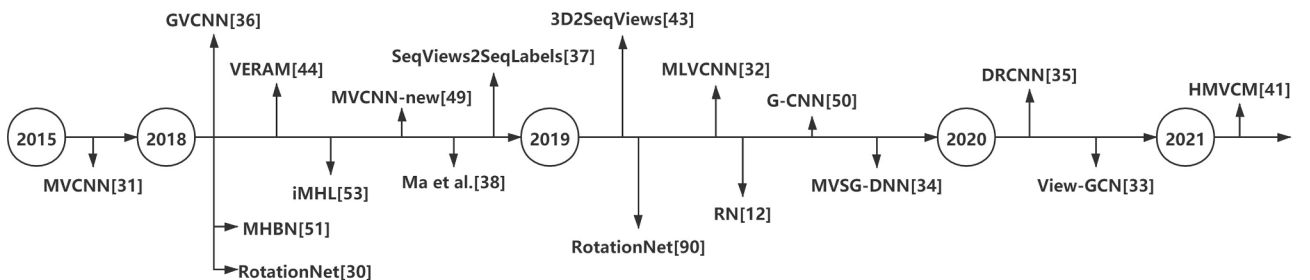 GVCNN[36]
3D2SeqViews[43]
SeqViews2SeqLabels[37]
VERAM[44]
MLVCNN[32]
DRCNN[35]
HMVCM[41]
MVCNN-new[49]
G-CNN[50]
2015
2018
2019
2020
2021
MVCNN[31]
iMHL[53]
Ma et al.[38]
MVSG-DNN[34]
View-GCN[33]
RN[12]
MHBN[51]
RotationNet[90]
RotationNet[30]